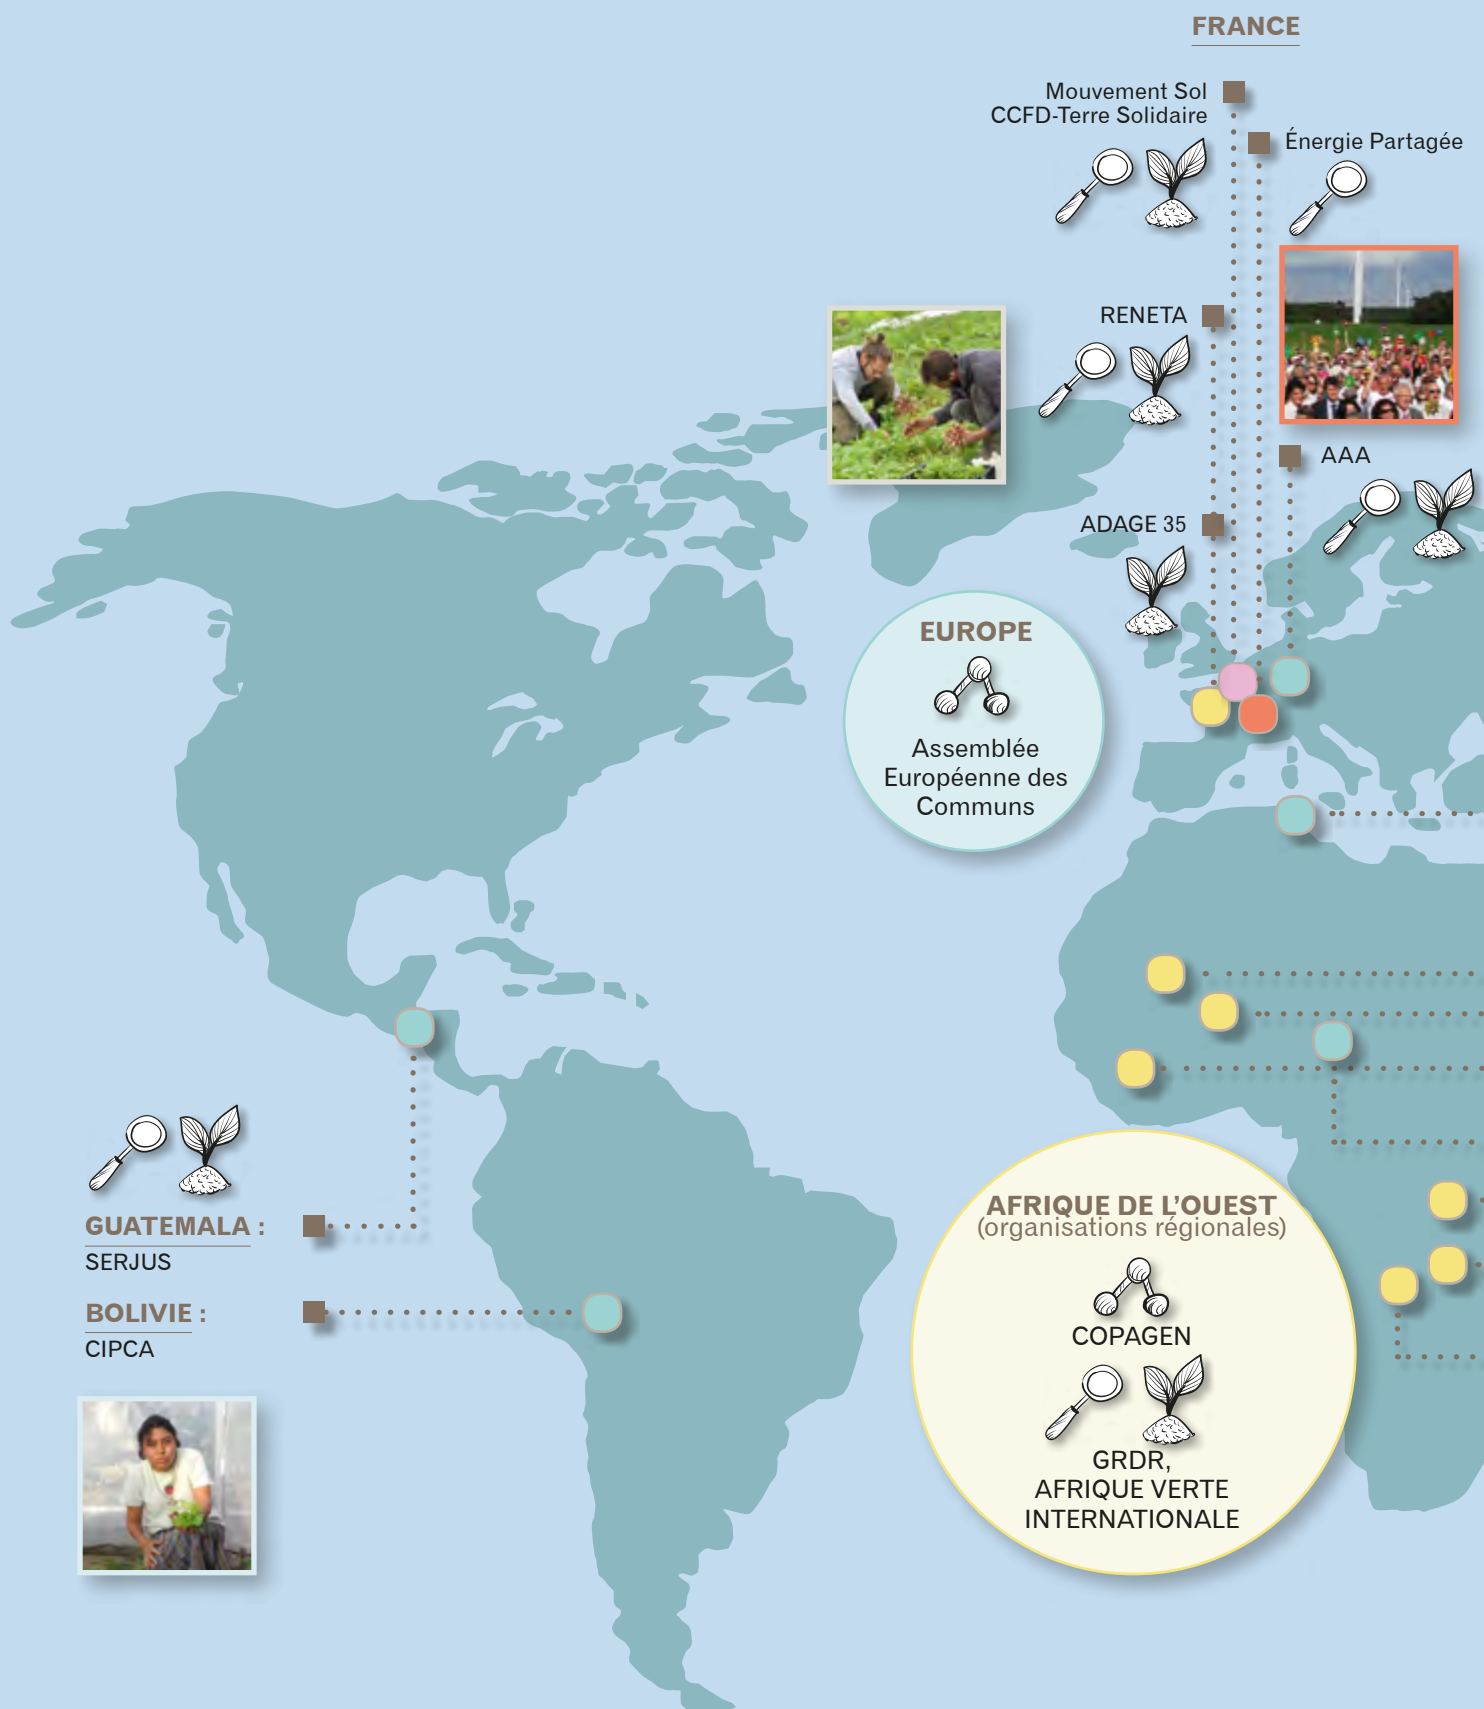 FRANCE
Mouvement Sol
CCFD-Terre Solidaire
Énergie Partagée
RENETA
AAA
ADAGE 35
EUROPE
Assemblée
Européenne des
Communs
GUATEMALA :
SERJUS
BOLIVIE :
CIPCA
AFRIQUE DE L'OUEST
(organisations régionales)
COPAGEN
GRDR,
AFRIQUE VERTE
INTERNATIONALE